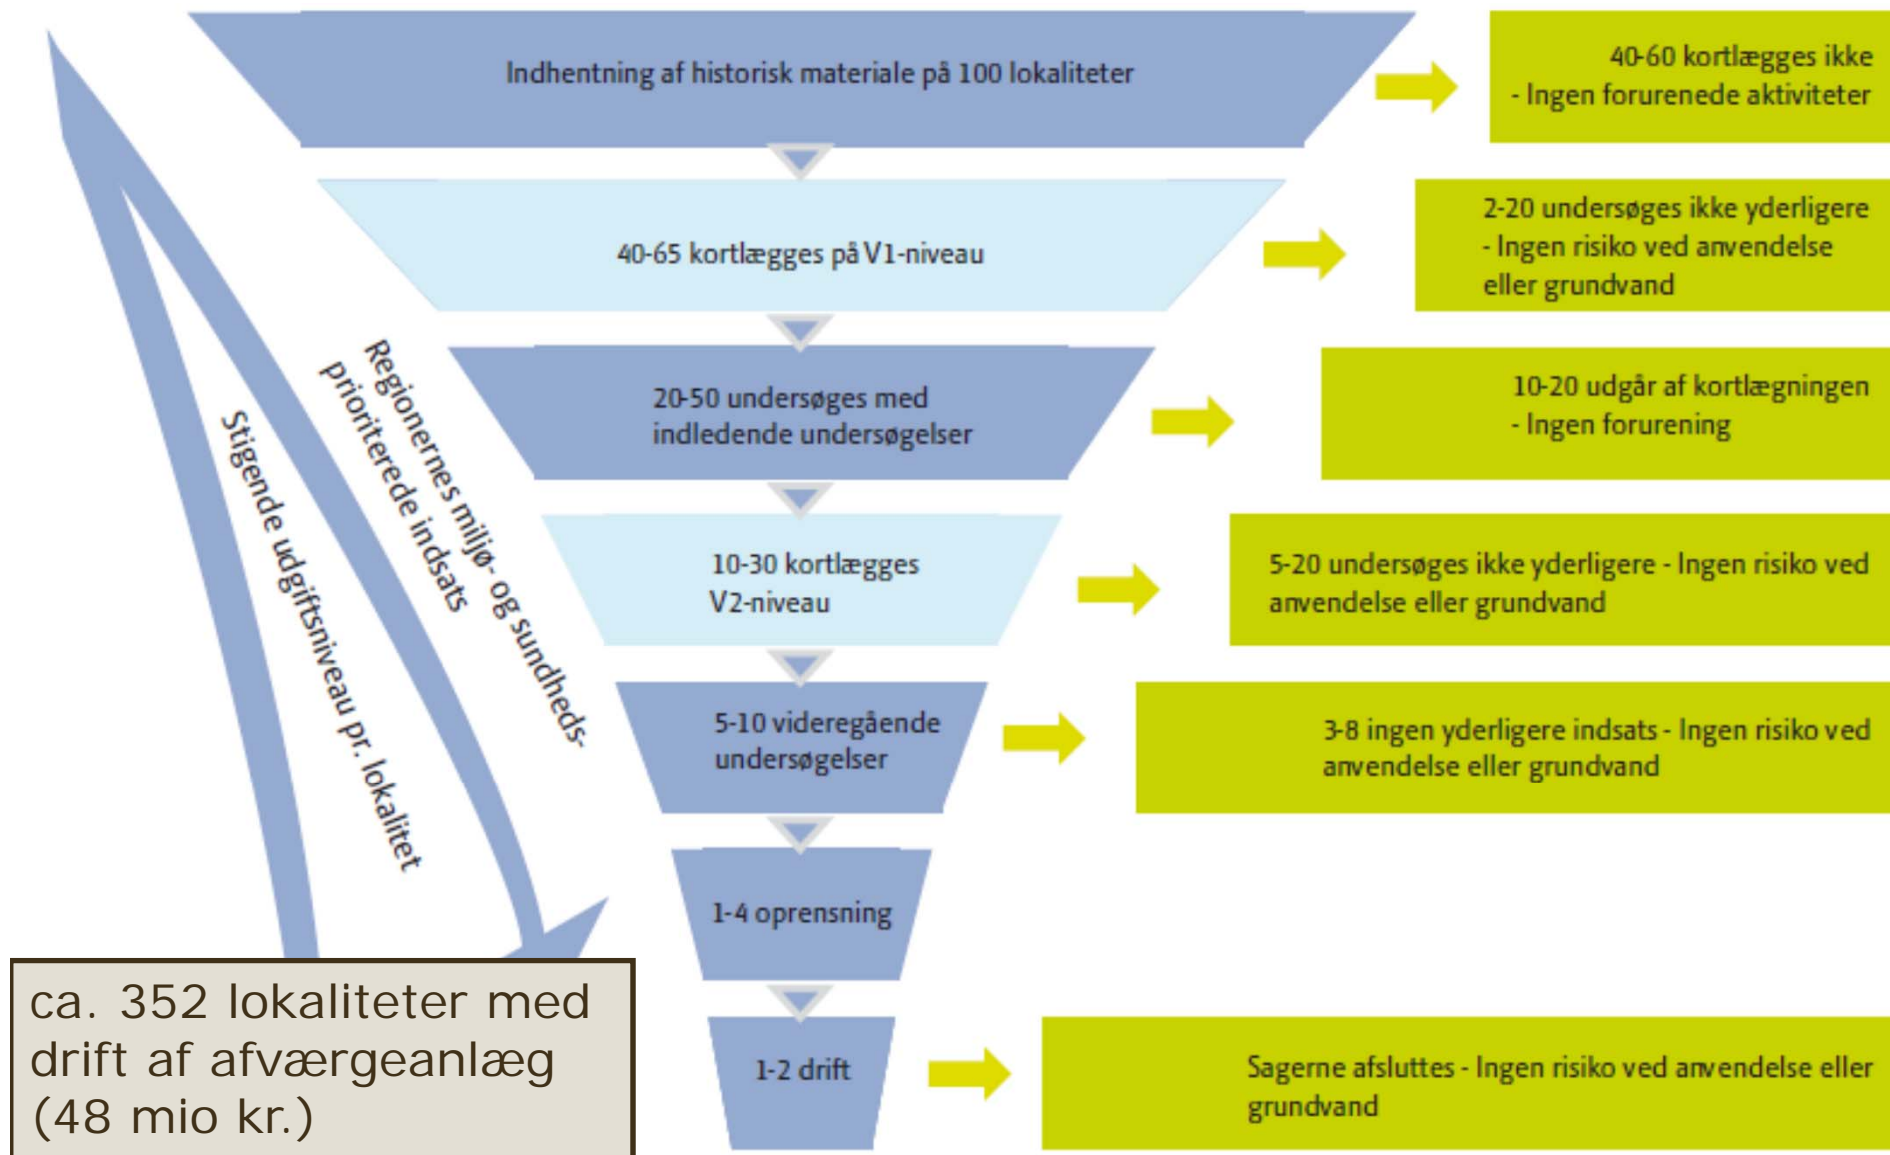 Indhentning af historisk materiale på 100 lokaliteter
40-60 kortlægges ikke
- Ingen forurenede aktiviteter
40-65 kortlægges på V1-niveau
2-20 undersøges ikke yderligere
- Ingen risiko ved anvendelse
eller grundvand
20-50 undersøges med
indledende undersøgelser
10-20 udgår af kortlægningen
- Ingen forurening
10-30 kortlægges
V2-niveau
5-20 undersøges ikke yderligere - Ingen risiko ved
anvendelse eller grundvand
5-10 videregående
undersøgelser
3-8 ingen yderligere indsats - Ingen risiko ved
anvendelse eller grundvand
1-4 oprensning
1-2 drift
Sagerne afsluttes - Ingen risiko ved anvendelse eller
grundvand
Regionernes miljø- og sundheds-
prioriterede indsats
Stigende udgiftsniveau pr. lokalitet
ca. 352 lokaliteter med
drift af afværgeanlæg
(48 mio kr.)